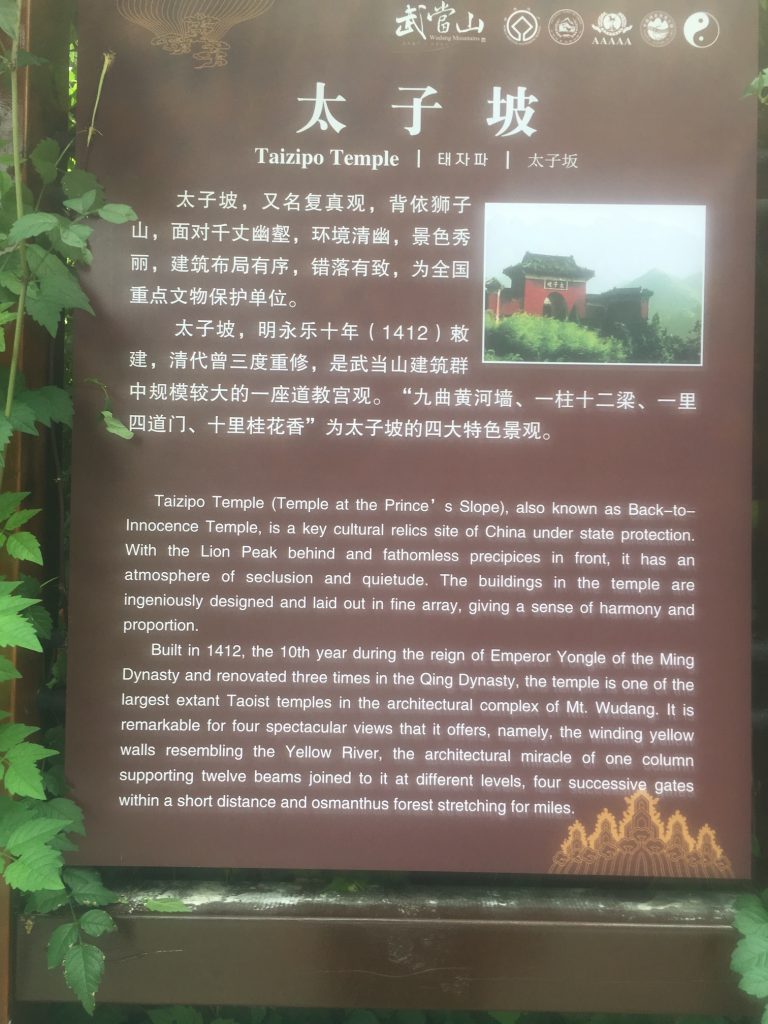 武當山
Wudang Mountains
AAAAA
太子坡
Taizipo Temple | 태자파 | 太子坂
太子坡，又名复真观，背依狮子
山，面对千丈幽壑，环境清幽，景色秀
丽，建筑布局有序，错落有致，为全国
重点文物保护单位。
太子坡，明永乐十年（1412）敕
建，清代曾三度重修，是武当山建筑群
中规模较大的一座道教宫观。“九曲黄河墙、一柱十二梁、一里
四道门、十里桂花香”为太子坡的四大特色景观。
Taizipo Temple (Temple at the Prince’s Slope), also known as Back-to-
Innocence Temple, is a key cultural relics site of China under state protection.
With the Lion Peak behind and fathomless precipices in front, it has an
atmosphere of seclusion and quietude. The buildings in the temple are
ingeniously designed and laid out in fine array, giving a sense of harmony and
proportion.
Built in 1412, the 10th year during the reign of Emperor Yongle of the Ming
Dynasty and renovated three times in the Qing Dynasty, the temple is one of the
largest extant Taoist temples in the architectural complex of Mt. Wudang. It is
remarkable for four spectacular views that it offers, namely, the winding yellow
walls resembling the Yellow River, the architectural miracle of one column
supporting twelve beams joined to it at different levels, four successive gates
within a short distance and osmanthus forest stretching for miles.